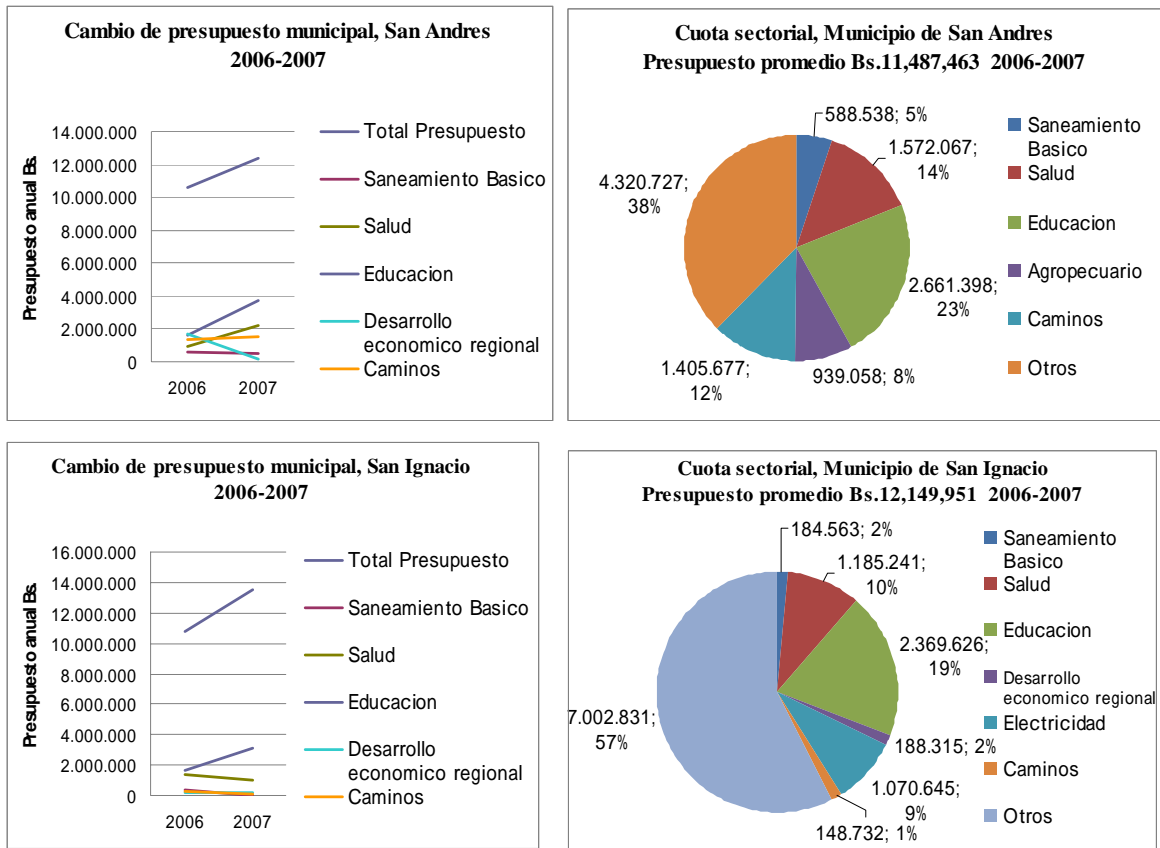 Cambio de presupuesto municipal, San Andres
2006-2007
Presupuesto anual Bs.
14.000.000
12.000.000
10.000.000
8.000.000
6.000.000
4.000.000
2.000.000
0
2006
2007
Total Presupuesto
Saneamiento Basico
Salud
Educacion
Desarrollo
economico regional
Caminos
Cuota sectorial, Municipio de San Andres
Presupuesto promedio Bs.11,487,463 2006-2007
588.538; 5%
1.572.067;
14%
2.661.398;
23%
939.058; 8%
1.405.677;
12%
4.320.727;
38%
Saneamiento
Basico
Salud
Educacion
Agropecuario
Caminos
Otros
Cambio de presupuesto municipal, San Ignacio
2006-2007
Presupuesto anual Bs.
16.000.000
14.000.000
12.000.000
10.000.000
8.000.000
6.000.000
4.000.000
2.000.000
0
2006
2007
Total Presupuesto
Saneamiento Basico
Salud
Educacion
Desarrollo
economico regional
Caminos
Cuota sectorial, Municipio de San Ignacio
Presupuesto promedio Bs.12,149,951 2006-2007
184.563; 2%
1.185.241;
10%
2.369.626;
19%
188.315; 2%
1.070.645;
9%
148.732; 1%
7.002.831;
57%
Saneamiento
Basico
Salud
Educacion
Desarrollo
economico regional
Electricidad
Caminos
Otros